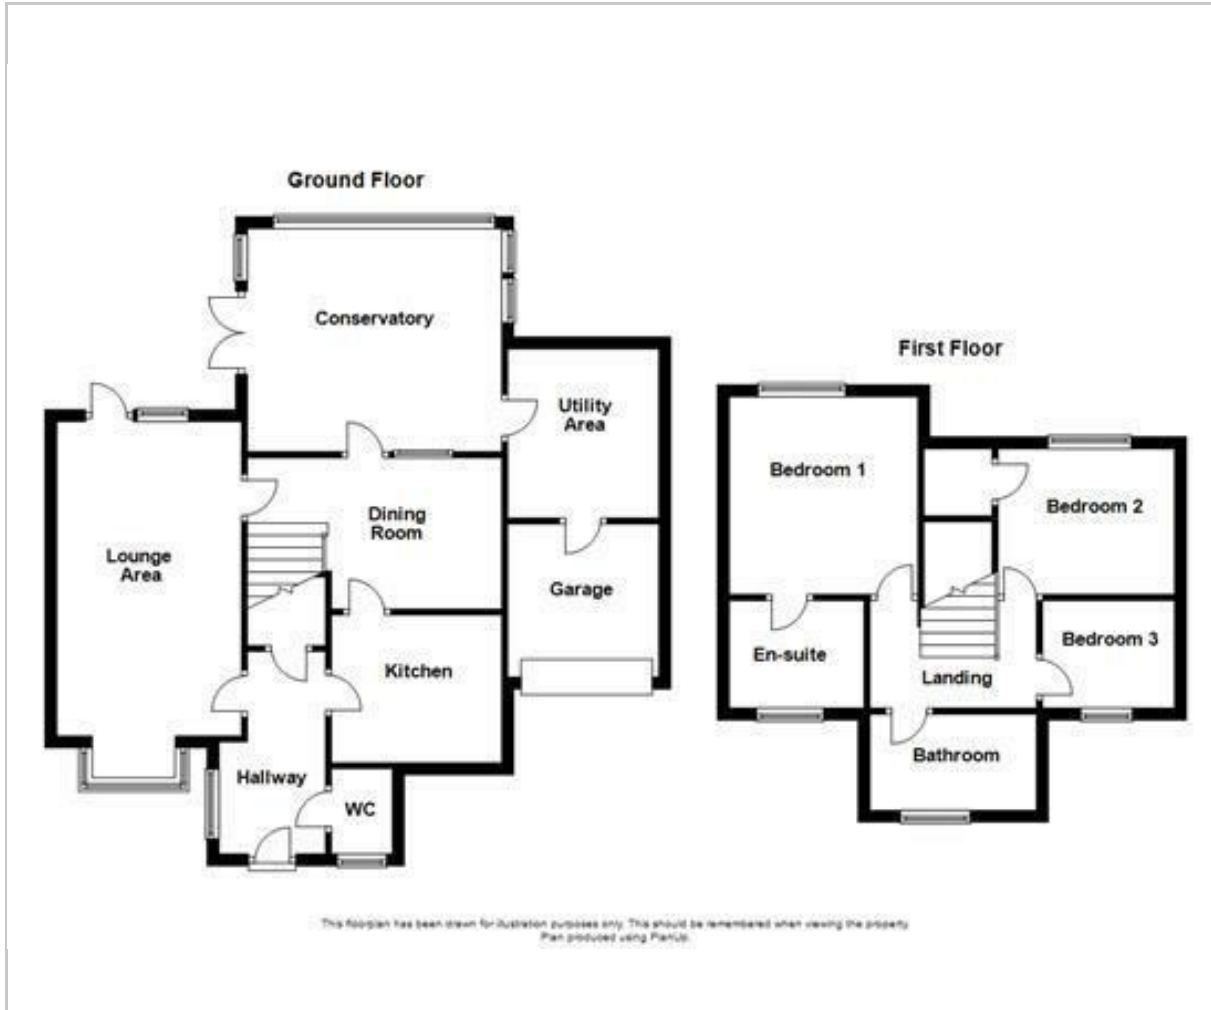 Ground Floor
Conservatory
Utility
Area
Dining
Room
Lounge
Area
Garage
Kitchen
Hallway
WC
First Floor
Bedroom 1
Bedroom 2
En-suite
Bedroom 3
Landing
Bathroom
This floorplan has been drawn for illustration purposes only. This should be remembered when viewing the property.
Plan produced using PlanUp.